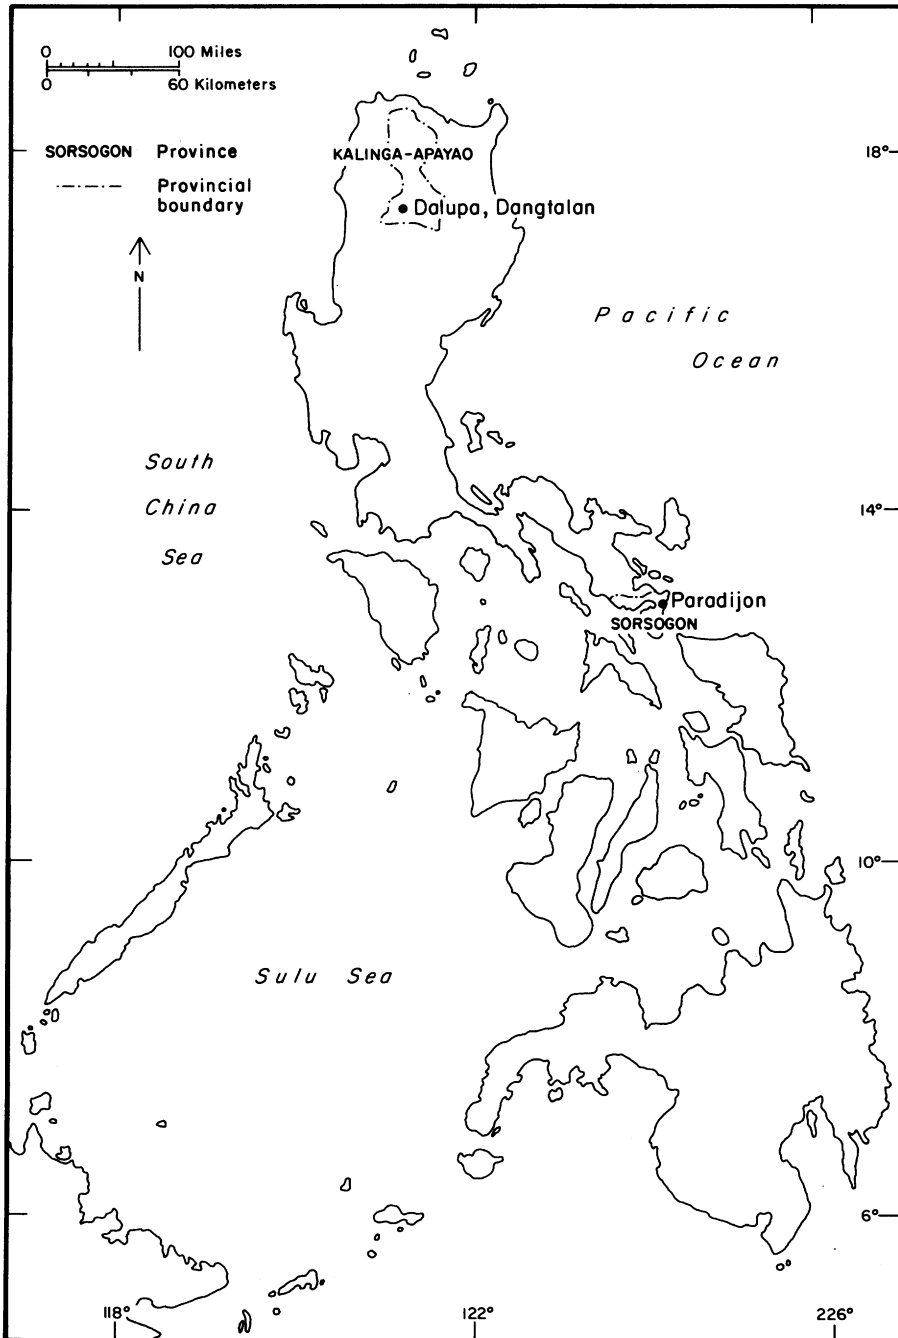 0 100 Miles
0 60 Kilometers
SORSOGON Province
Provincial
boundary
N
KALINGA-APAYAO
18°
Dalupa, Dangtalan
Pacific
Ocean
South
China
Sea
14°
Paradijon
SORSOGON
10°
Sulu Sea
6°
118°
122°
226°